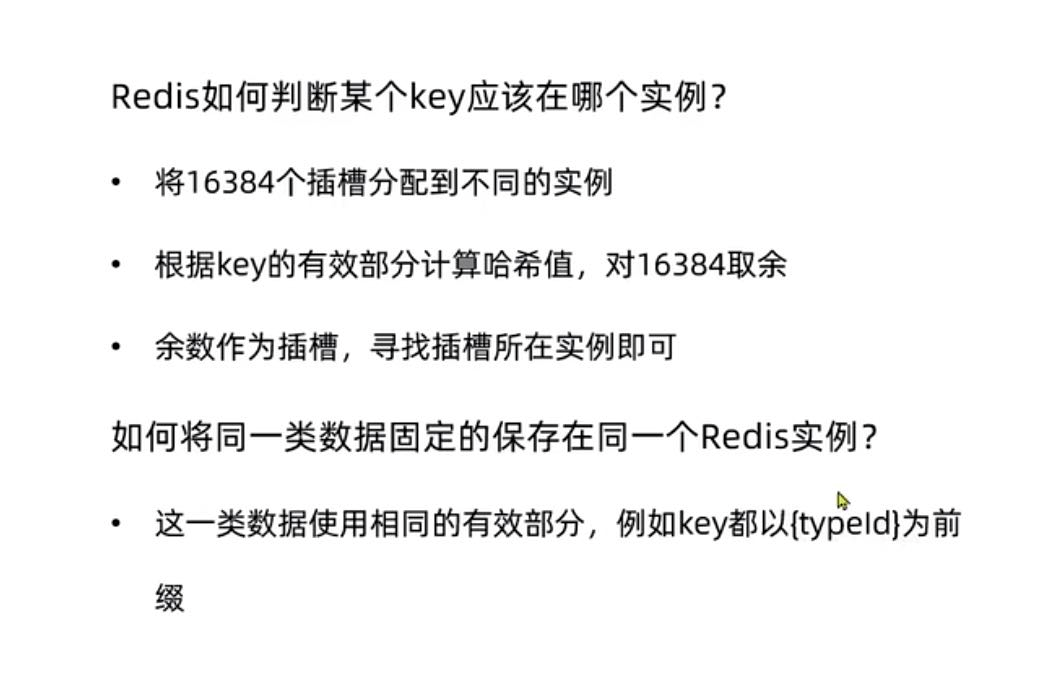 Redis如何判断某个key应该在哪个实例？
• 将16384个插槽分配到不同的实例
• 根据key的有效部分计算哈希值，对16384取余
• 余数作为插槽，寻找插槽所在实例即可
如何将同一类数据固定的保存在同一个Redis实例？
• 这一类数据使用相同的有效部分，例如key都以{typeId}为前
缀